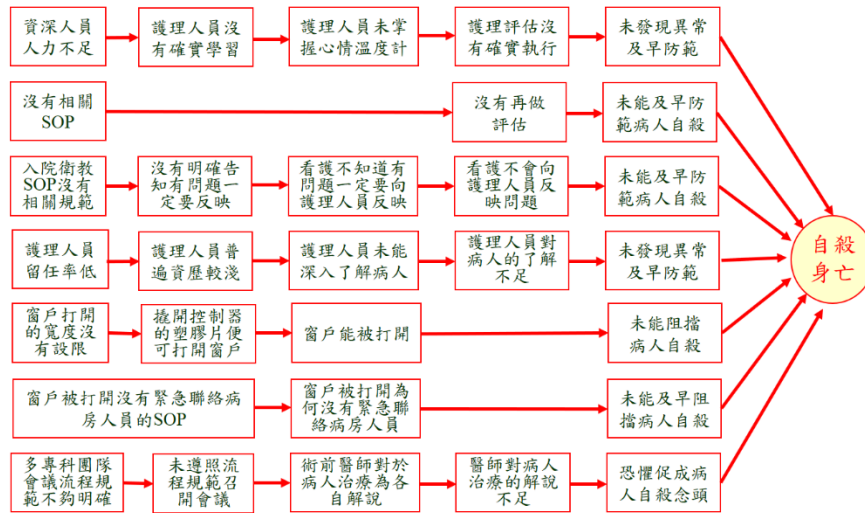 資深人員
人力不足
護理人員沒
有確實學習
護理人員未掌
握心情溫度計
護理評估沒
有確實執行
未發現異常
及早防範
沒有相關
SOP
沒有再做
評估
未能及早防
範病人自殺
入院衛教
SOP沒有
相關規範
沒有明確告
知有問題一
定要反映
看護不知道有
問題一定要向
護理人員反映
看護不會向
護理人員反
映問題
未能及早防
範病人自殺
護理人員
留任率低
護理人員普
遍資歷較淺
護理人員未能
深入了解病人
護理人員對
病人的了解
不足
未發現異常
及早防範
自殺
身亡
窗戶打開
的寬度沒
有設限
撬開控制器
的塑膠片便
可打開窗戶
窗戶能被打開
未能阻擋
病人自殺
窗戶被打開沒有緊急聯絡病
房人員的SOP
窗戶被打開為
何沒有緊急聯
絡病房人員
未能及早阻
擋病人自殺
多專科團隊
會議流程規
範不夠明確
未遵照流
程規範召
開會議
術前醫師對於
病人治療為各
自解說
醫師對病人
治療的解說
不足
恐懼促成病
人自殺念頭